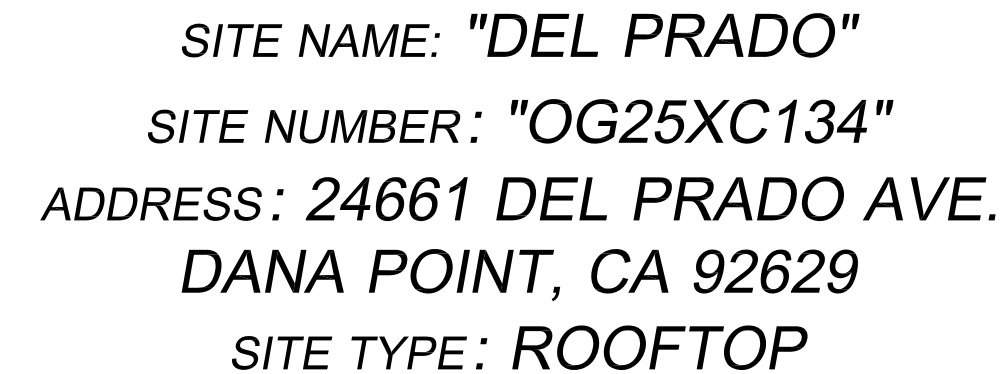 SITE NAME: "DEL PRADO"
SITE NUMBER: "OG25XC134"
ADDRESS: 24661 DEL PRADO AVE.
DANA POINT, CA 92629
SITE TYPE: ROOFTOP